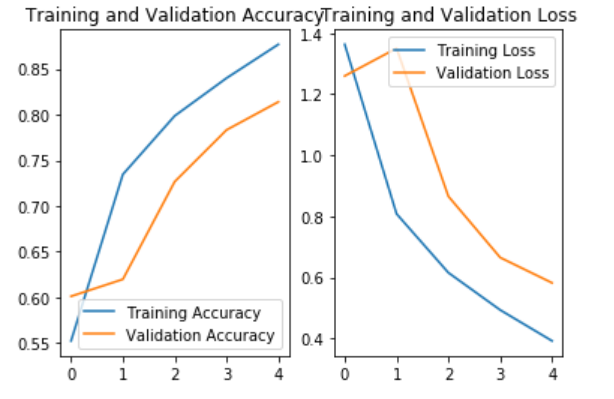 Training and Validation Accuracy
0.85
0.80
0.75
0.70
0.65
0.60
0.55
Training Accuracy
Validation Accuracy
0 1 2 3 4
Training and Validation Loss
1.4
1.2
1.0
0.8
0.6
0.4
Training Loss
Validation Loss
0 1 2 3 4